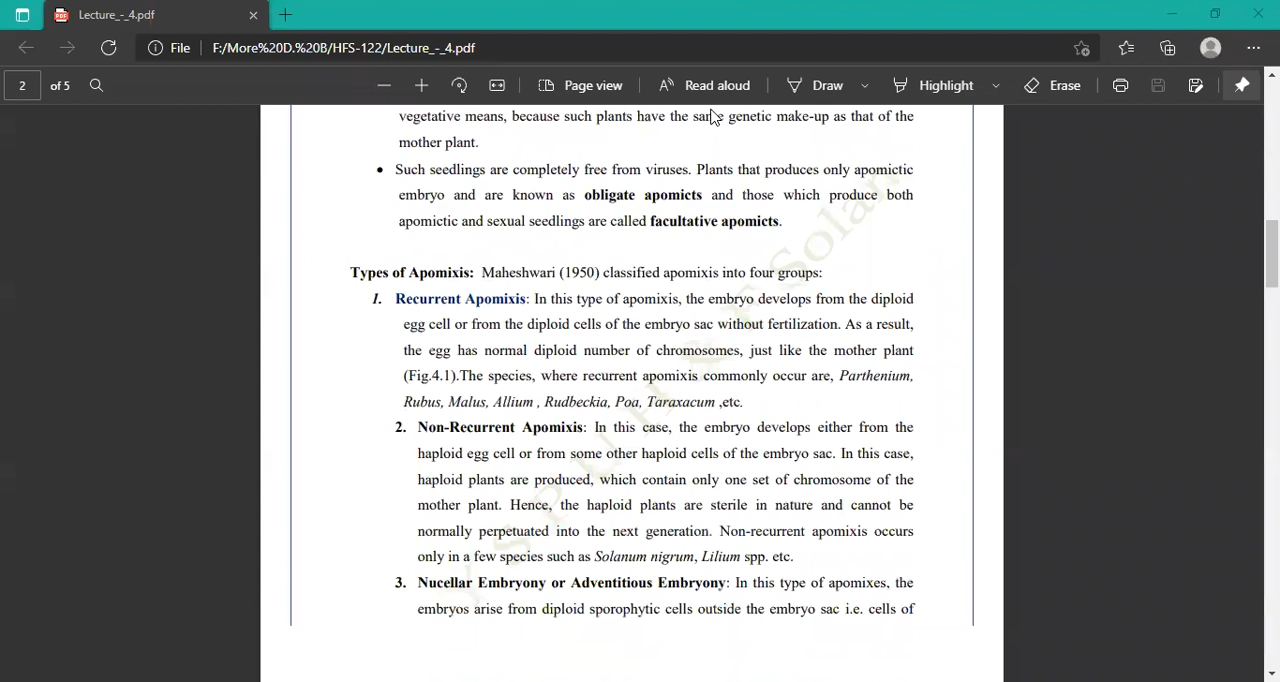 Lecture_-_4.pdf
File F:/More%20D.%20B/HFS-122/Lecture_-_4.pdf
2 of 5 Page view Read aloud Draw Highlight Erase
vegetative means, because such plants have the same genetic make-up as that of the
mother plant.
• Such seedlings are completely free from viruses. Plants that produces only apomictic
embryo and are known as obligate apomicts and those which produce both
apomictic and sexual seedlings are called facultative apomicts.
Types of Apomixis: Maheshwari (1950) classified apomixis into four groups:
1. Recurrent Apomixis: In this type of apomixis, the embryo develops from the diploid
egg cell or from the diploid cells of the embryo sac without fertilization. As a result,
the egg has normal diploid number of chromosomes, just like the mother plant
(Fig.4.1).The species, where recurrent apomixis commonly occur are, Parthenium,
Rubus, Malus, Allium , Rudbeckia, Poa, Taraxacum ,etc.
2. Non-Recurrent Apomixis: In this case, the embryo develops either from the
haploid egg cell or from some other haploid cells of the embryo sac. In this case,
haploid plants are produced, which contain only one set of chromosome of the
mother plant. Hence, the haploid plants are sterile in nature and cannot be
normally perpetuated into the next generation. Non-recurrent apomixis occurs
only in a few species such as Solanum nigrum, Lilium spp. etc.
3. Nucellar Embryony or Adventitious Embryony: In this type of apomixes, the
embryos arise from diploid sporophytic cells outside the embryo sac i.e. cells of
Y S P U H & F Solan